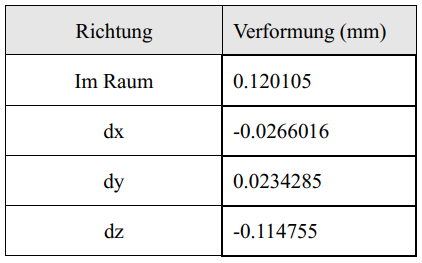 Richtung Verformung (mm)
Im Raum 0.120105
dx -0.0266016
dy 0.0234285
dz -0.114755